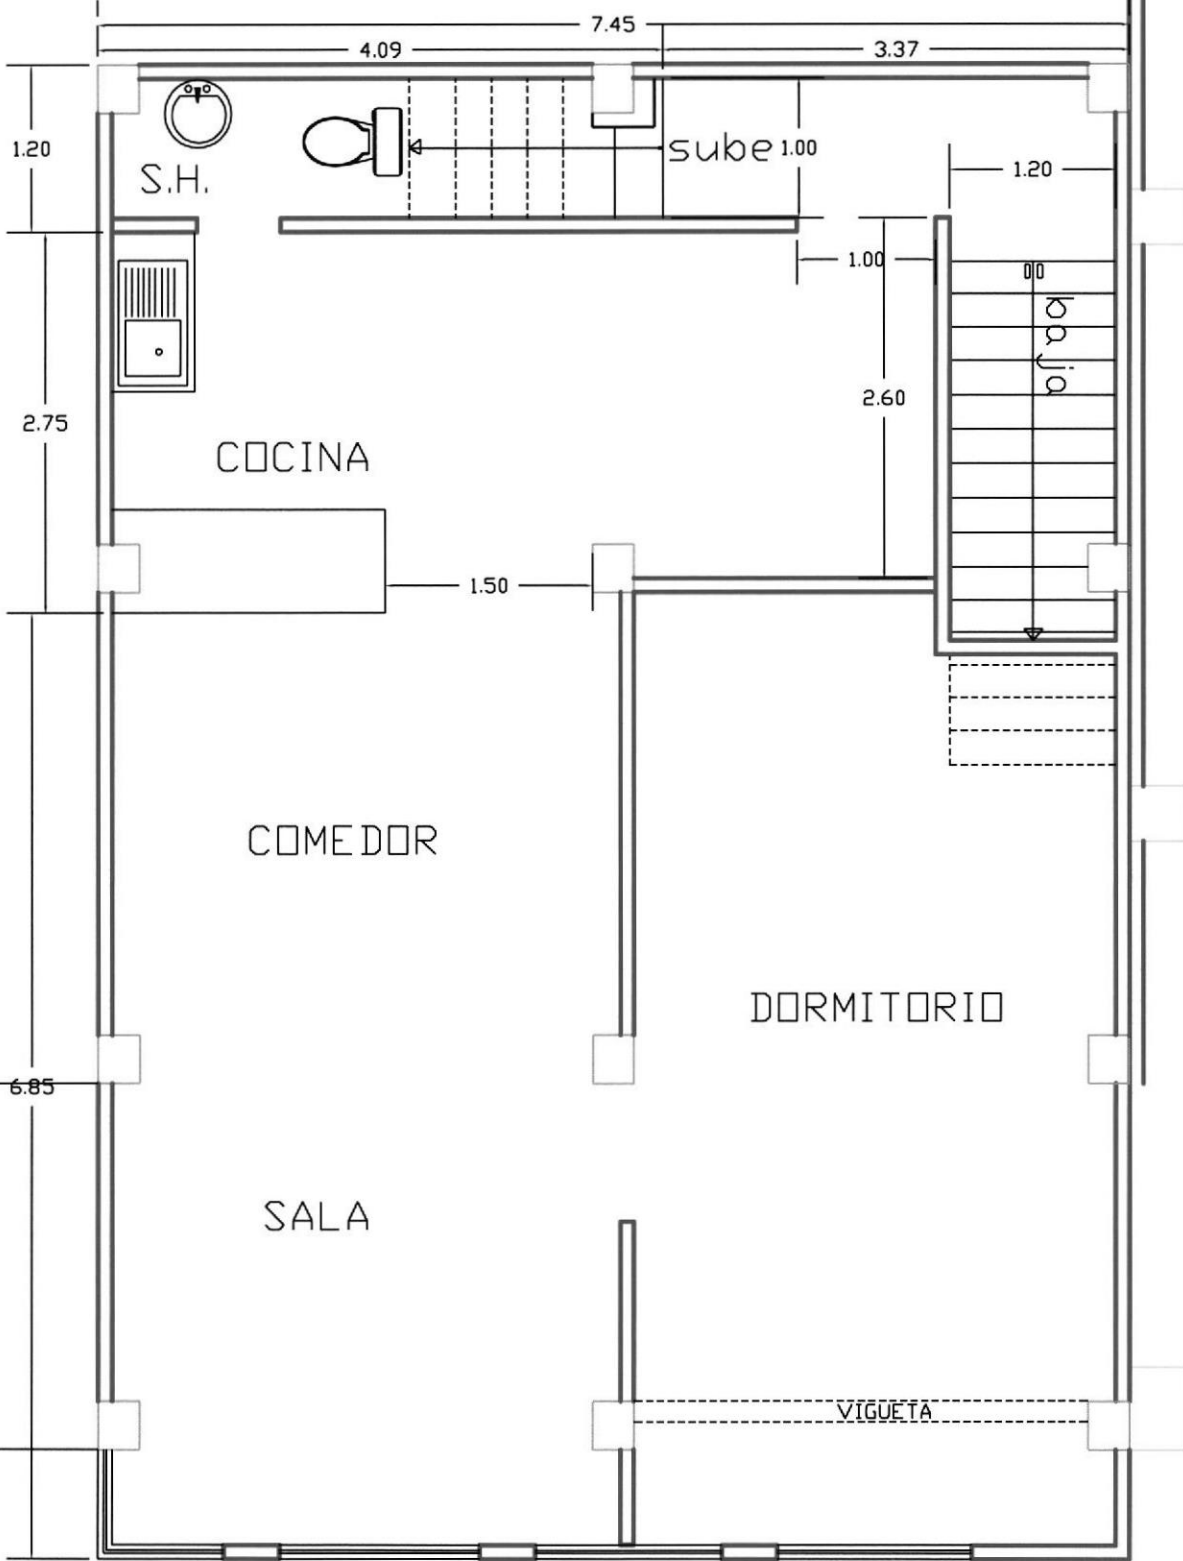 7.45
4.09
3.37
1.20
S.H.
sube
1.00
1.20
1.00
baja
2.75
2.60
COCINA
1.50
COMEDOR
DORMITORIO
6.85
SALA
VIGUETA